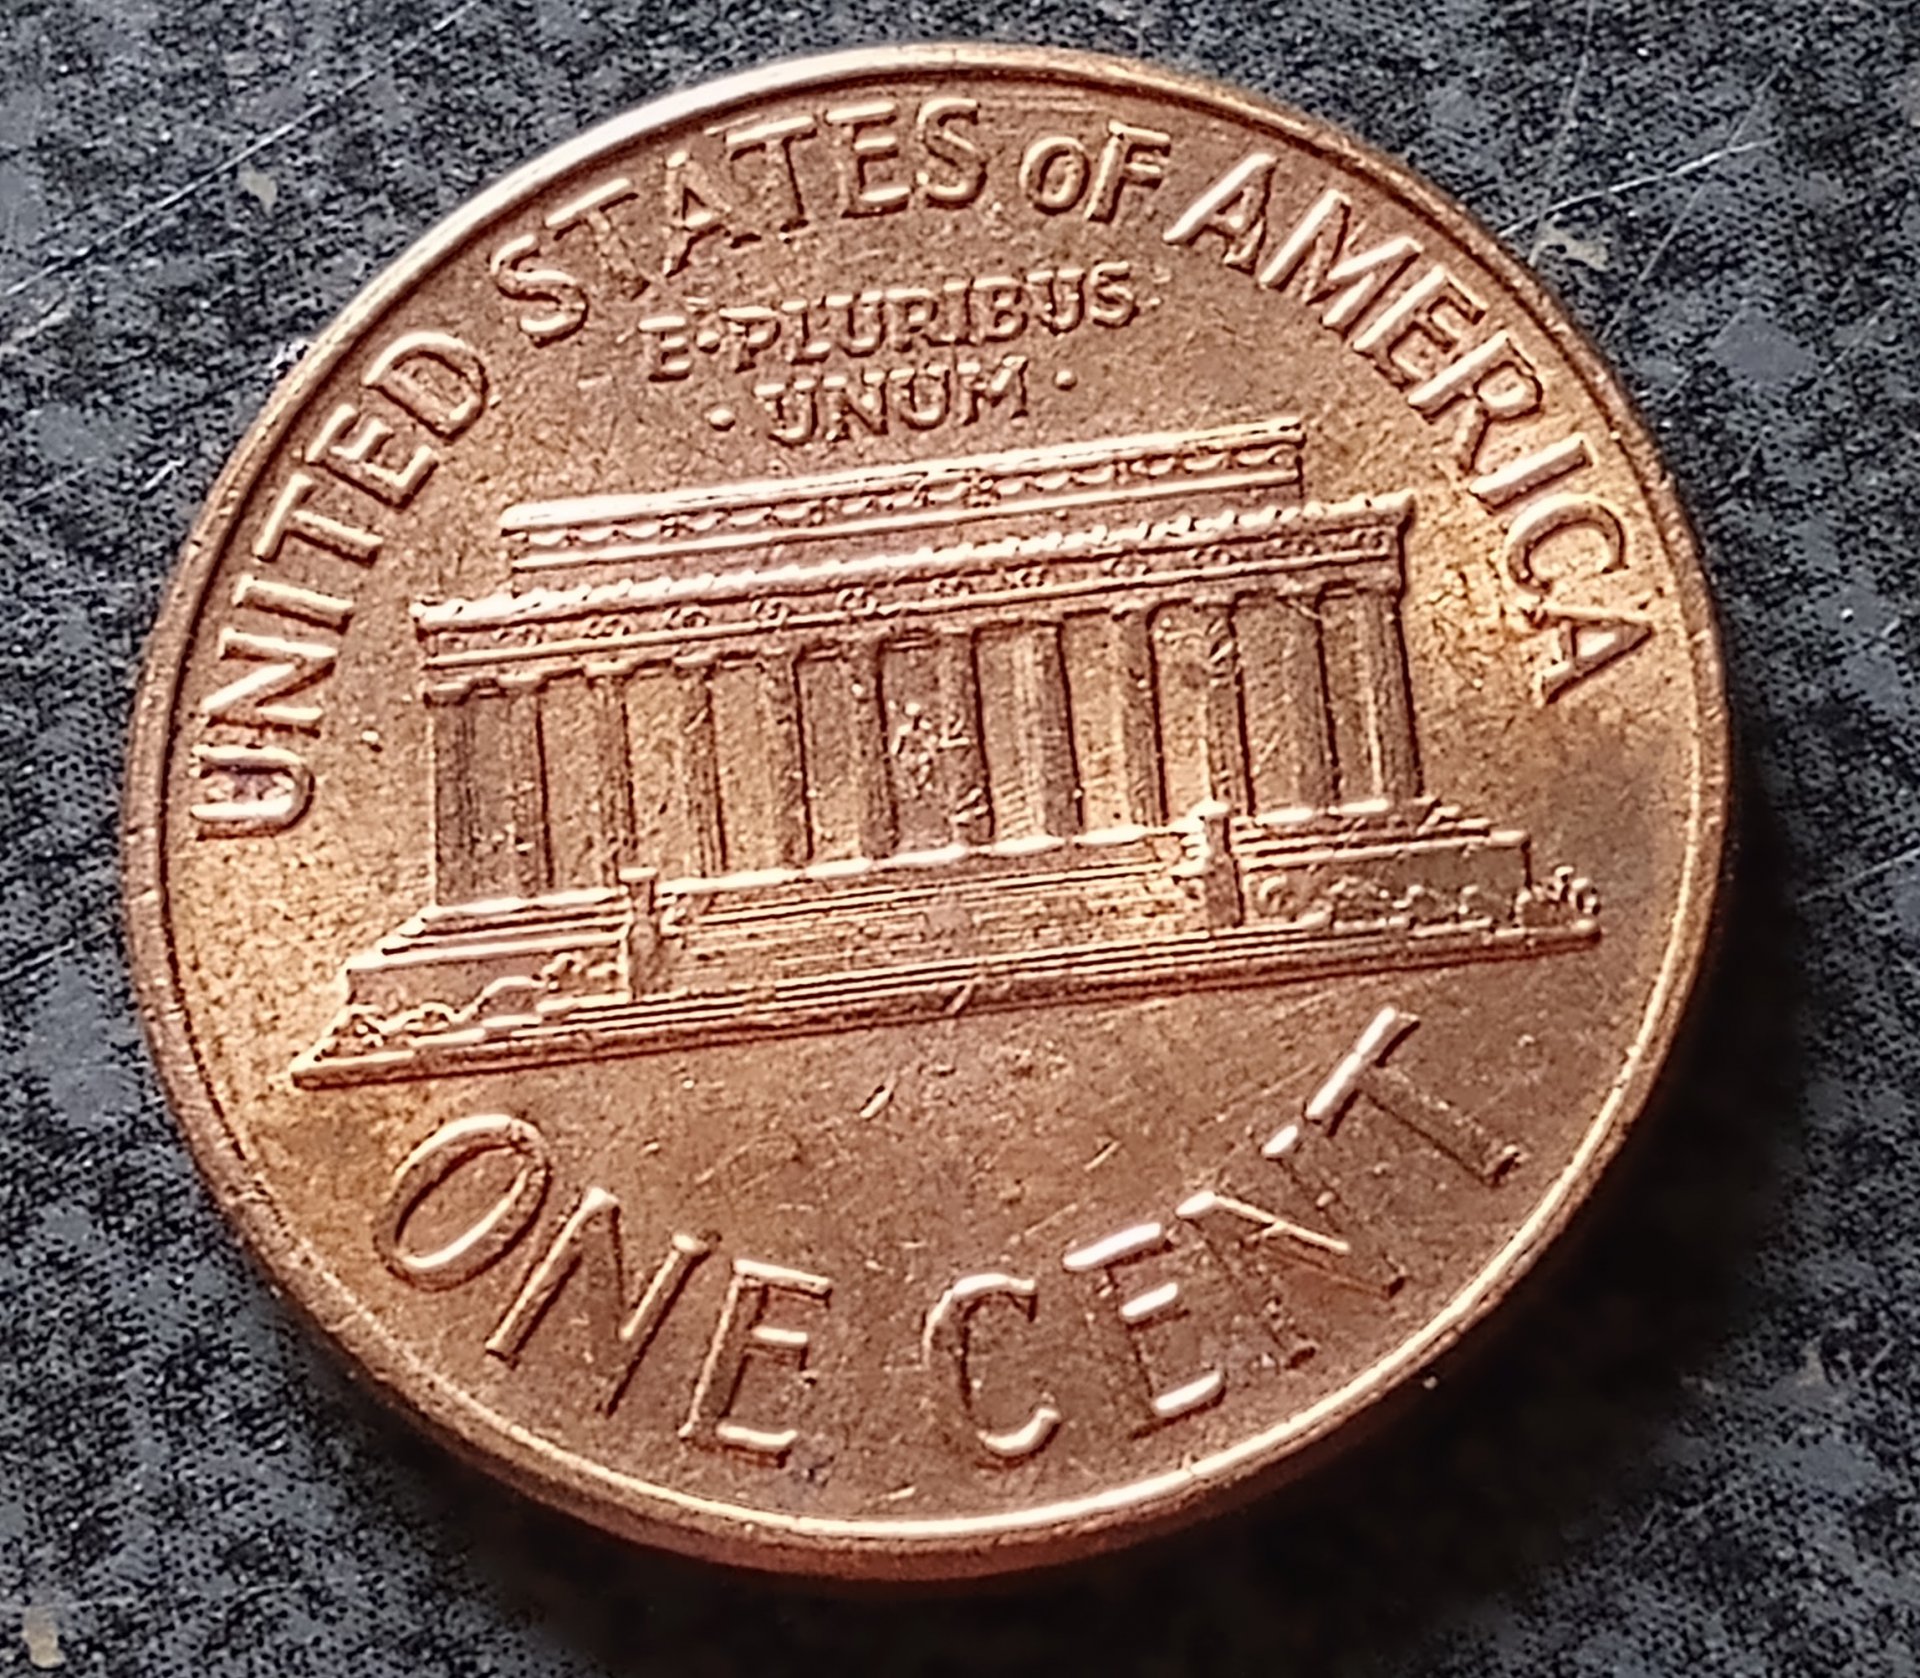 UNITED STATES OF AMERICA
E·PLURIBUS
· UNUM ·
ONE CENT